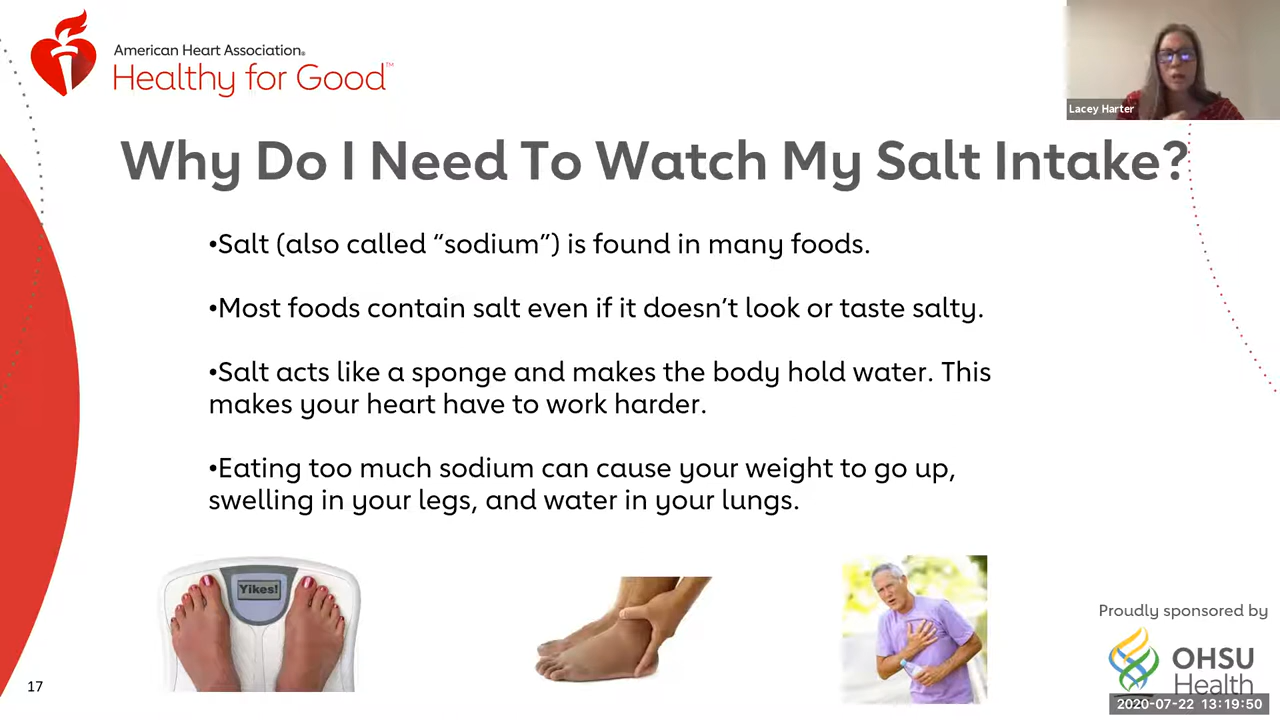 American Heart Association®
Healthy for Good™
Lacey Harter
Why Do I Need To Watch My Salt Intake?
•Salt (also called “sodium”) is found in many foods.
•Most foods contain salt even if it doesn’t look or taste salty.
•Salt acts like a sponge and makes the body hold water. This
makes your heart have to work harder.
•Eating too much sodium can cause your weight to go up,
swelling in your legs, and water in your lungs.
Yikes!
Proudly sponsored by
OHSU
Health
17
2020-07-22 13:19:50